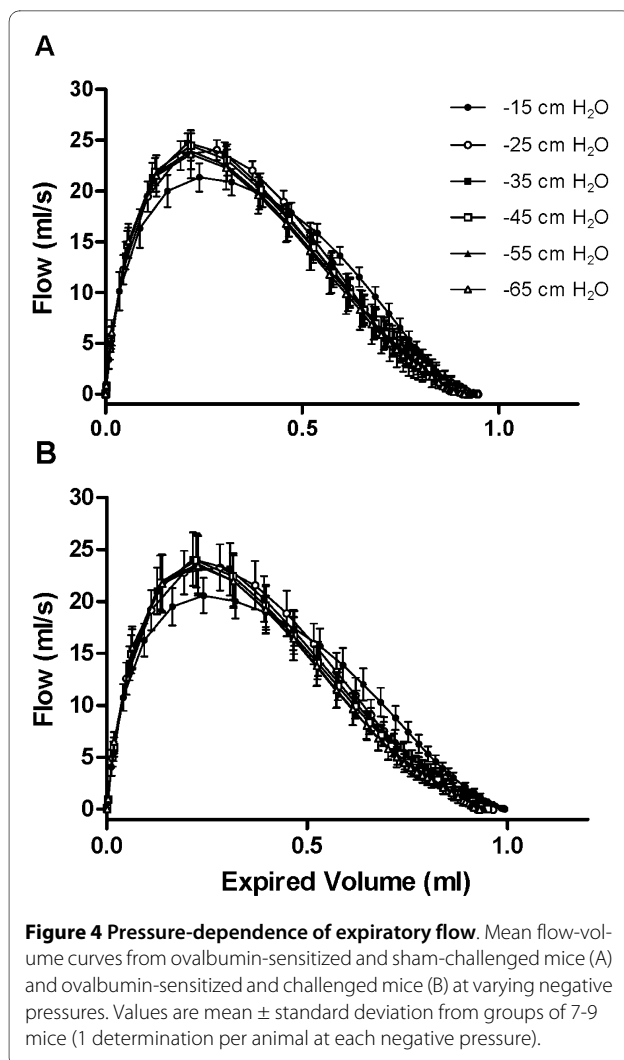 A
30
25
20
15
10
5
0
Flow (ml/s)
0.0
0.5
1.0
-15 cm H₂O
-25 cm H₂O
-35 cm H₂O
-45 cm H₂O
-55 cm H₂O
-65 cm H₂O
B
30
25
20
15
10
5
0
Flow (ml/s)
0.0
0.5
1.0
Expired Volume (ml)
Figure 4 Pressure-dependence of expiratory flow. Mean flow-vol-
ume curves from ovalbumin-sensitized and sham-challenged mice (A)
and ovalbumin-sensitized and challenged mice (B) at varying negative
pressures. Values are mean ± standard deviation from groups of 7-9
mice (1 determination per animal at each negative pressure).